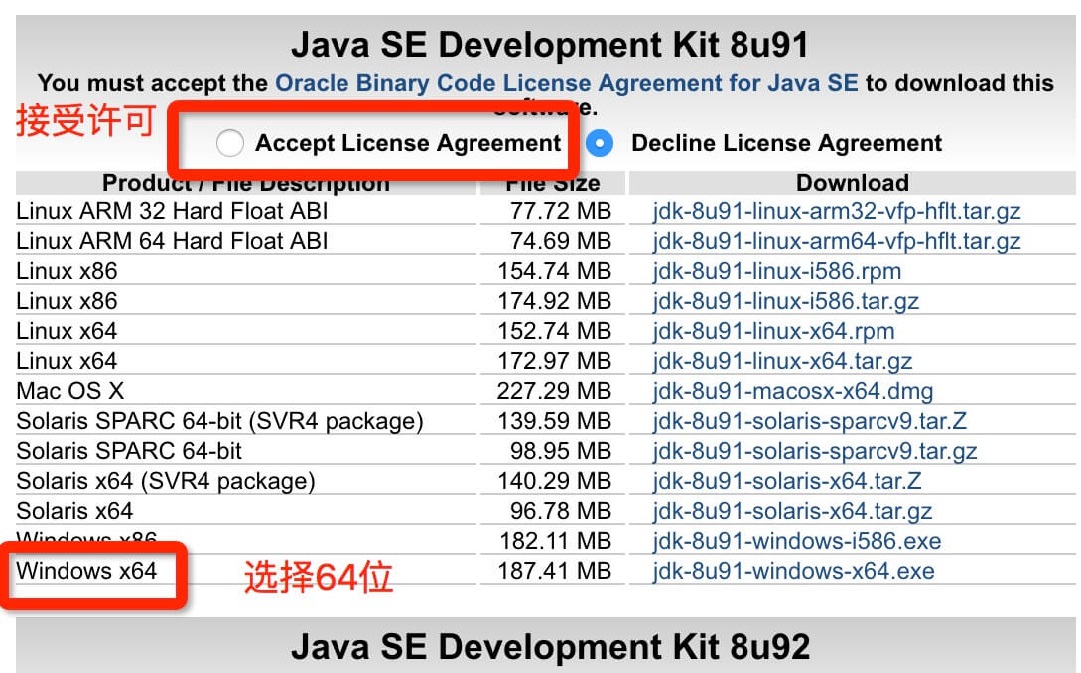 Java SE Development Kit 8u91
You must accept the Oracle Binary Code License Agreement for Java SE to download this
software.
接受许可
Accept License Agreement Decline License Agreement
Product / File Description File Size Download
Linux ARM 32 Hard Float ABI 77.72 MB jdk-8u91-linux-arm32-vfp-hflt.tar.gz
Linux ARM 64 Hard Float ABI 74.69 MB jdk-8u91-linux-arm64-vfp-hflt.tar.gz
Linux x86 154.74 MB jdk-8u91-linux-i586.rpm
Linux x86 174.92 MB jdk-8u91-linux-i586.tar.gz
Linux x64 152.74 MB jdk-8u91-linux-x64.rpm
Linux x64 172.97 MB jdk-8u91-linux-x64.tar.gz
Mac OS X 227.29 MB jdk-8u91-macosx-x64.dmg
Solaris SPARC 64-bit (SVR4 package) 139.59 MB jdk-8u91-solaris-sparcv9.tar.Z
Solaris SPARC 64-bit 98.95 MB jdk-8u91-solaris-sparcv9.tar.gz
Solaris x64 (SVR4 package) 140.29 MB jdk-8u91-solaris-x64.tar.Z
Solaris x64 96.78 MB jdk-8u91-solaris-x64.tar.gz
Windows x86 182.11 MB jdk-8u91-windows-i586.exe
Windows x64 选择64位 187.41 MB jdk-8u91-windows-x64.exe
Java SE Development Kit 8u92